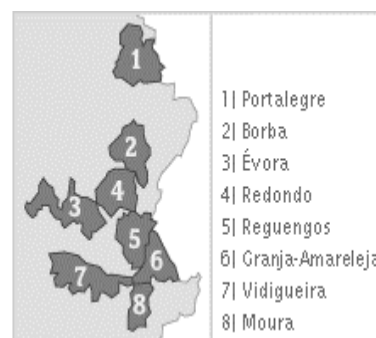 1
2
3
4
5
6
7
8
1| Portalegre
2| Borba
3| Évora
4| Redondo
5| Reguengos
6| Granja-Amareleja
7| Vidigueira
8| Moura